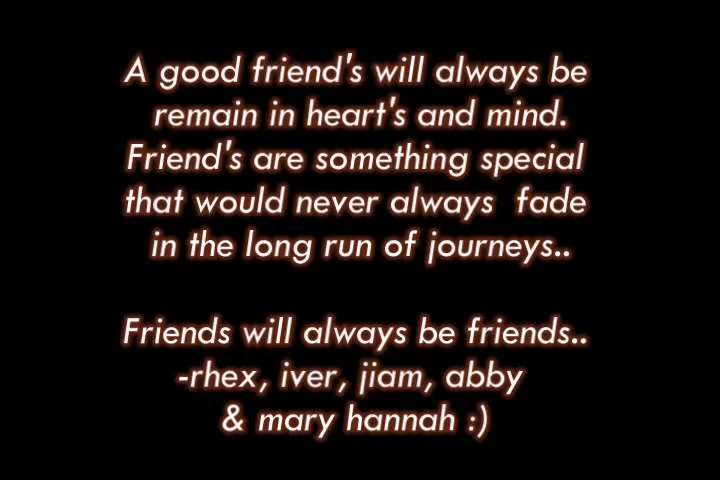 A good friend's will always be
remain in heart's and mind.
Friend's are something special
that would never always fade
in the long run of journeys..
Friends will always be friends..
-rhex, iver, jiam, abby
& mary hannah :)